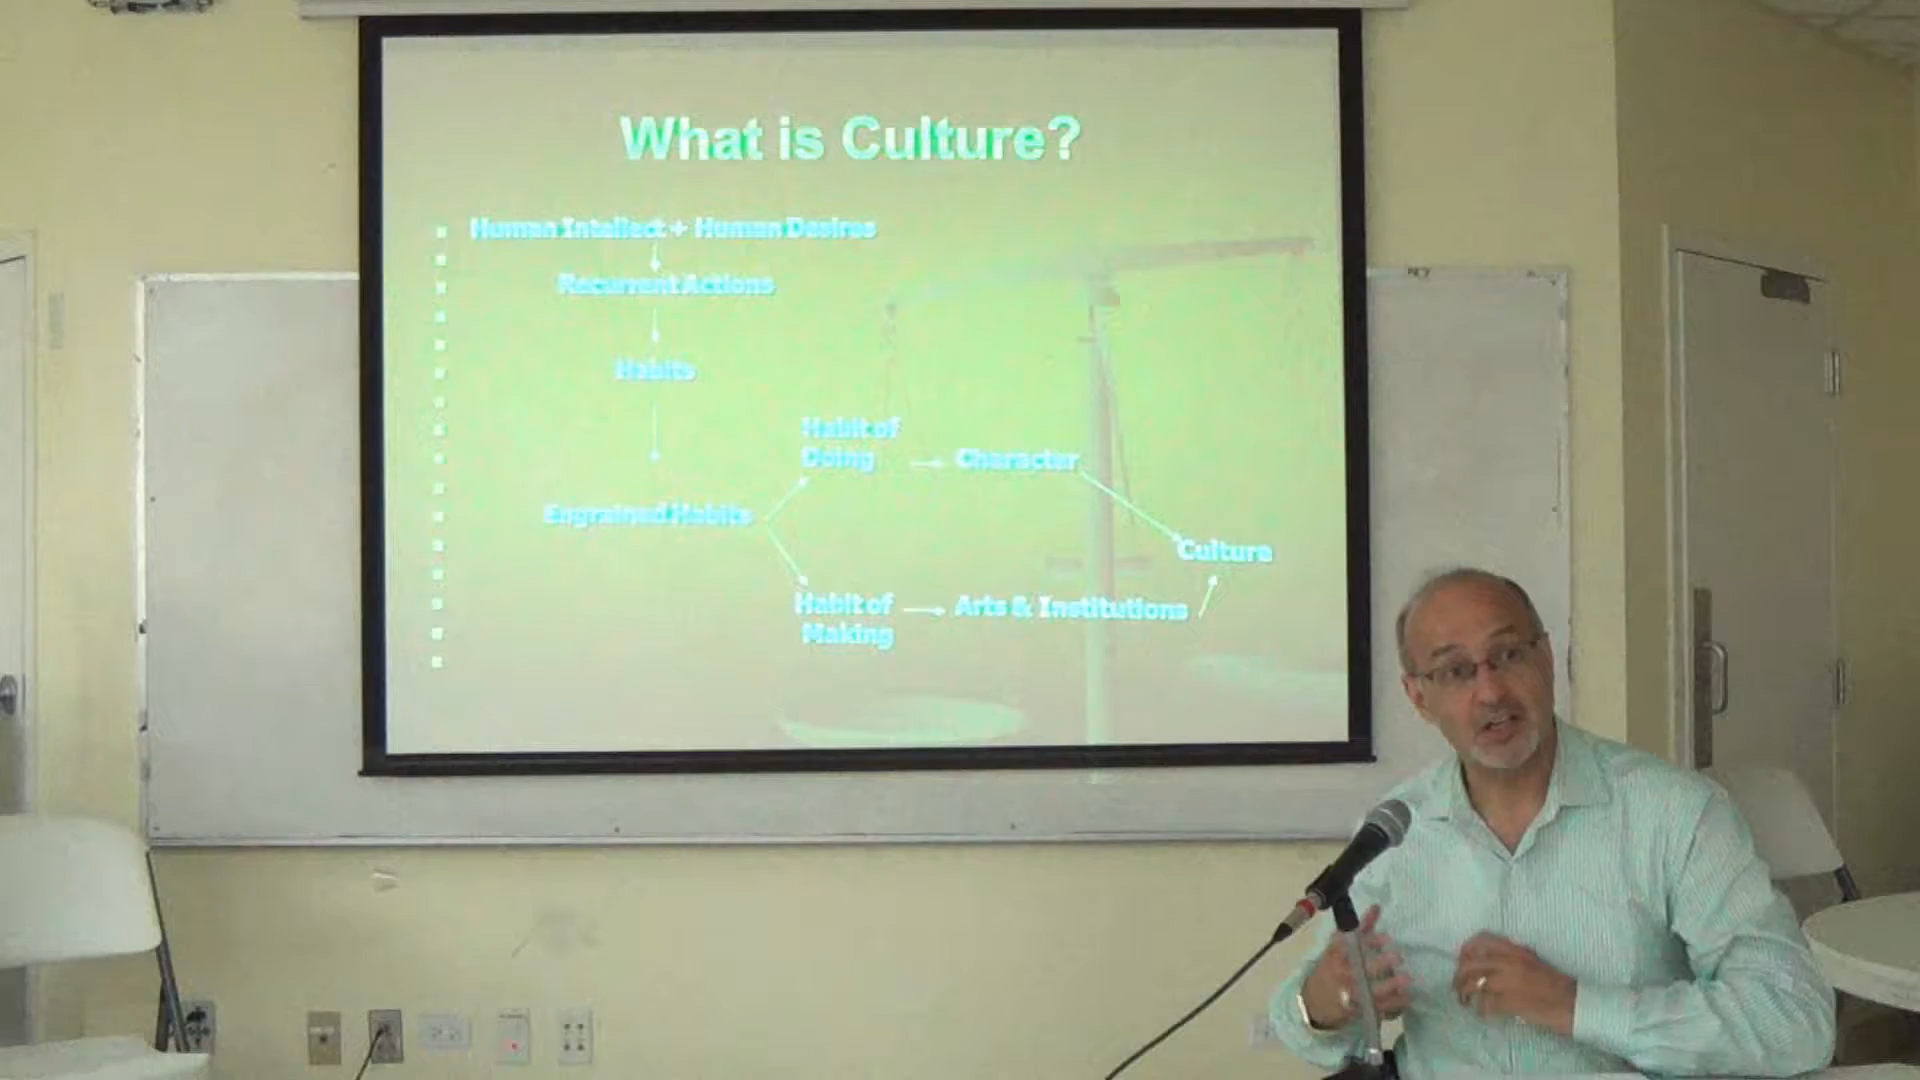 What is Culture?
Human Intellect + Human Desires
Recurrent Actions
Habits
Habit of
Doing
Character
Engrained Habits
Culture
Habit of
Making
Arts & Institutions